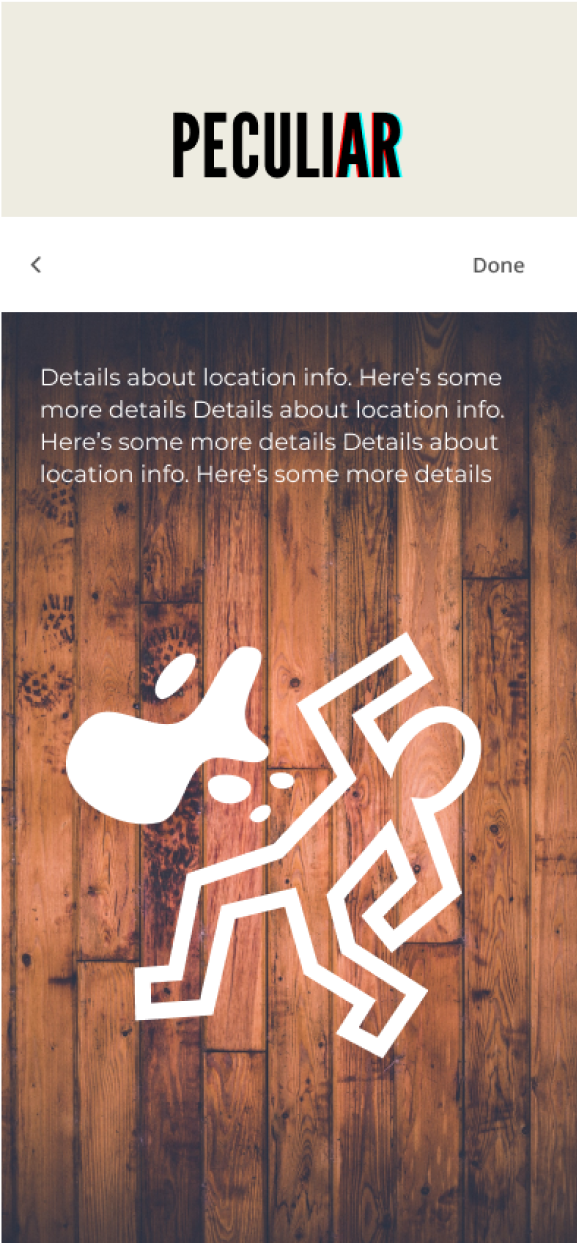 PECULIAR
Done
Details about location info. Here's some
more details Details about location info.
Here's some more details Details about
location info. Here's some more details